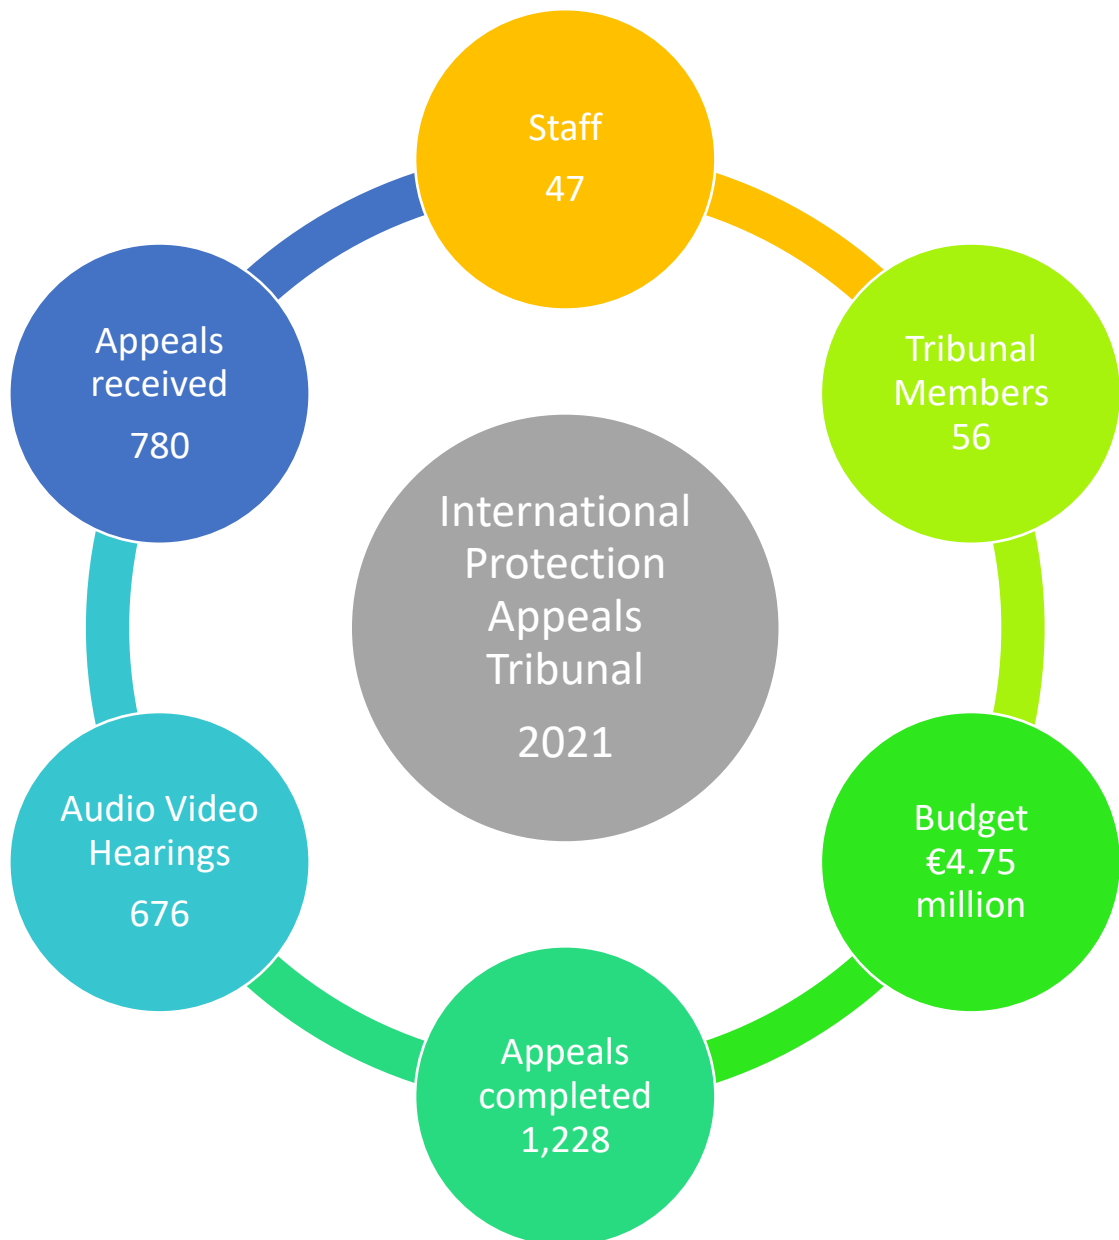 Staff
47
Tribunal
Members
56
Budget
€4.75
million
Appeals
completed
1,228
Audio Video
Hearings
676
Appeals
received
780
International
Protection
Appeals
Tribunal
2021